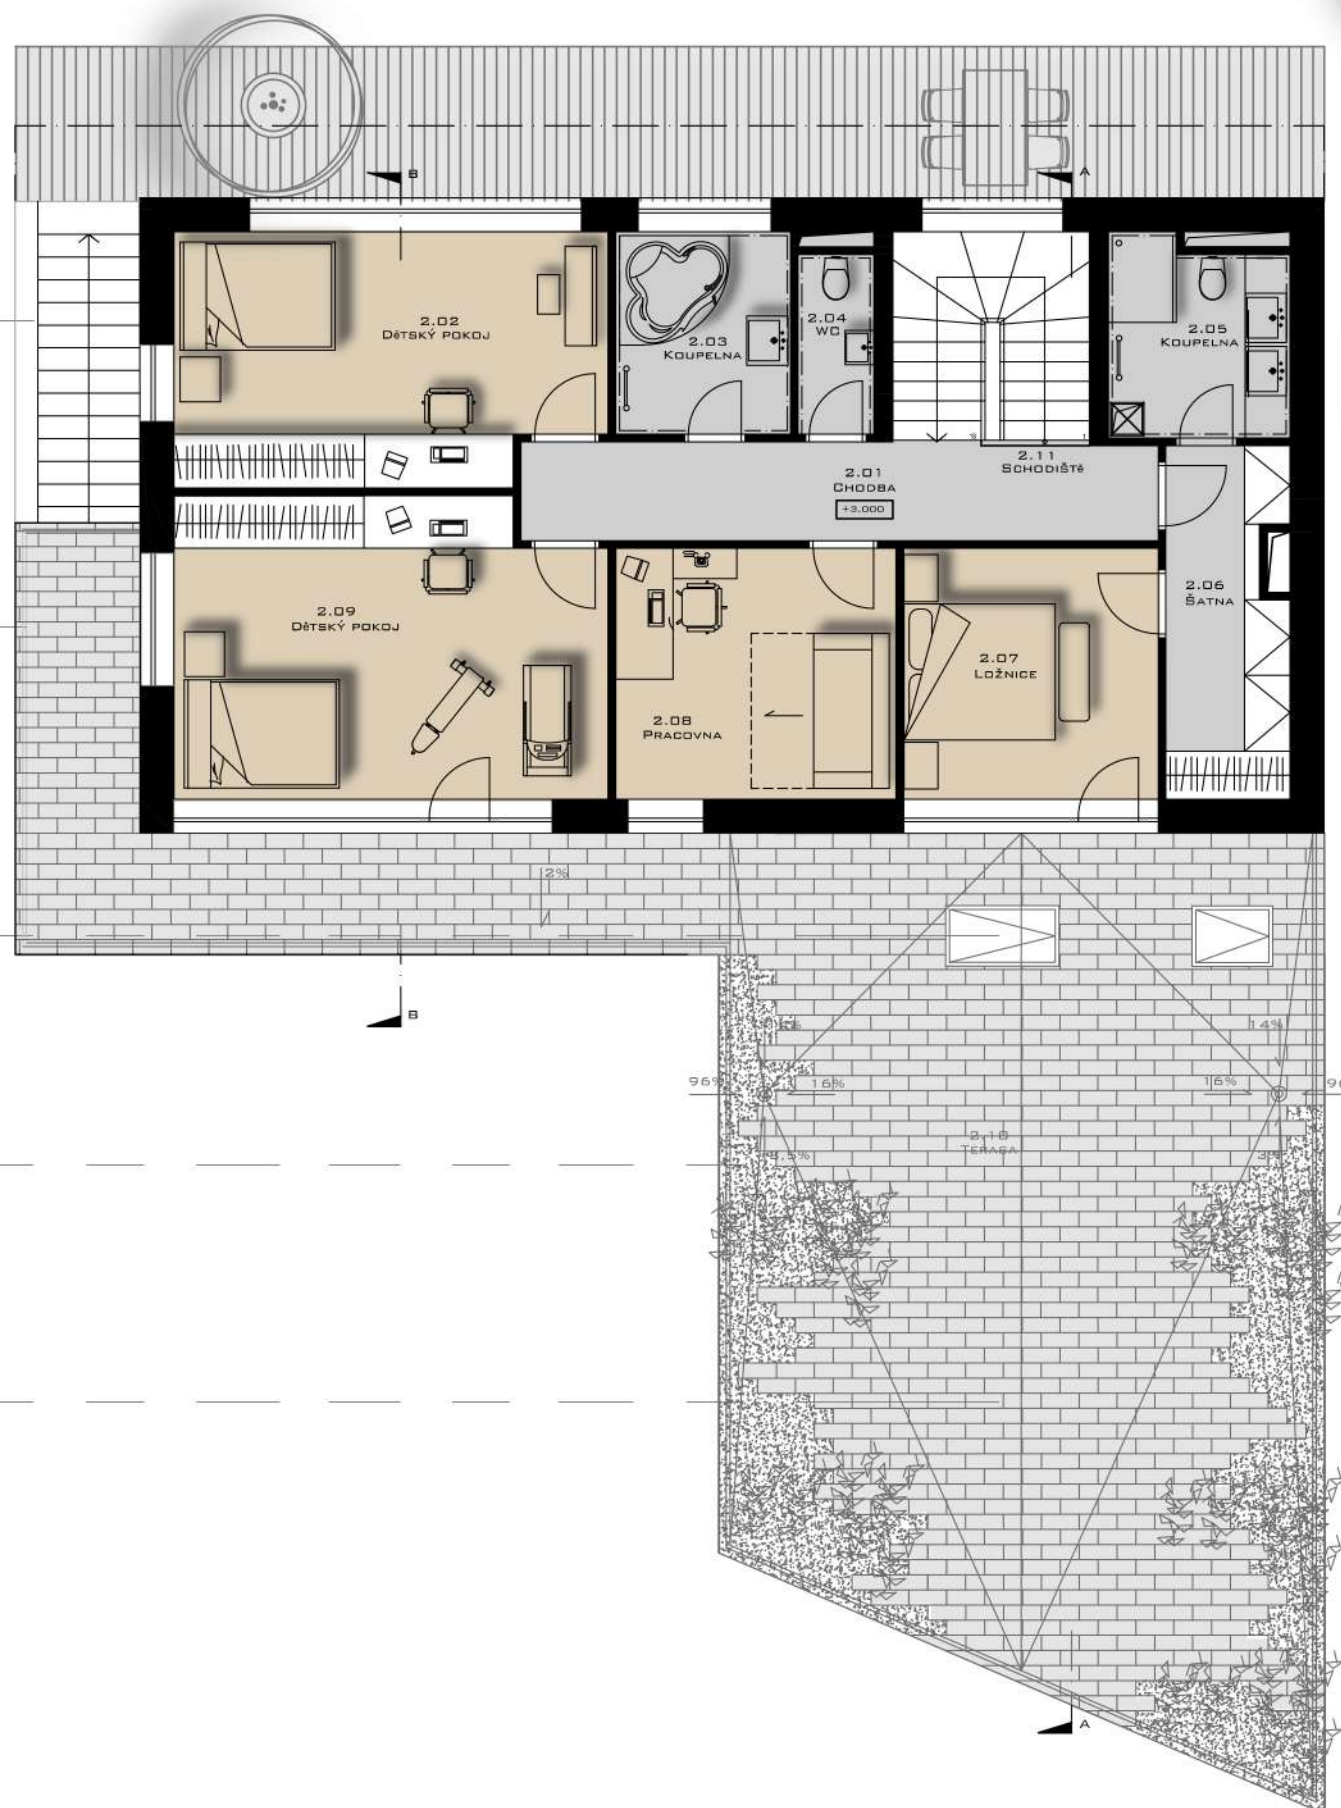 B
A
2.02
DěTSKÝ POKOJ
2.03
KOUPELNA
2.04
WC
2.05
KOUPELNA
2.11
SCHODIŠTě
2.01
CHODBA
+3.000
2.06
ŠATNA
2.09
DěTSKÝ POKOJ
2.07
LOŽNICE
2.08
PRACOVNA
2%
B
14%
96%
16%
16%
2.10
TERASA
A